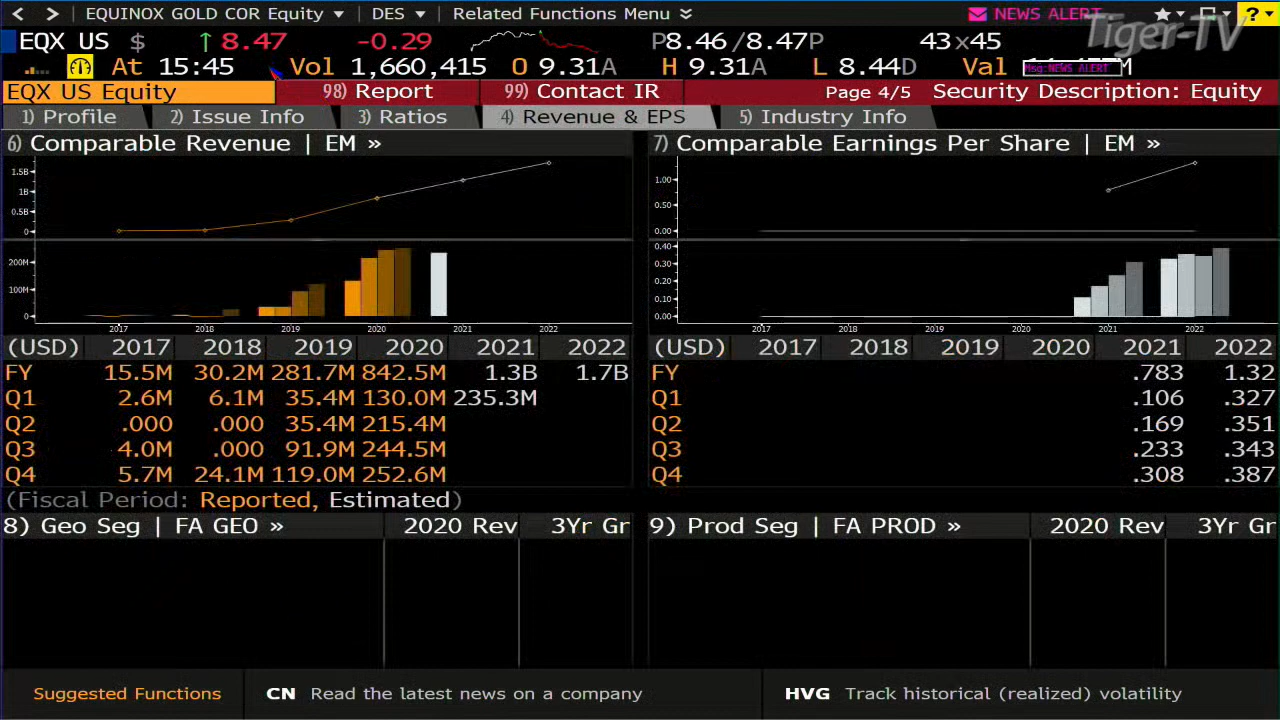 < > EQUINOX GOLD COR Equity DES Related Functions Menu NEWS ALERT ?
Tiger-TV
EQX US $ ↑ 8.47 -0.29 P8.46/8.47P 43x45
At 15:45 Vol 1,660,415 O 9.31A H 9.31A L 8.44D Val
Msg:NEWS ALERT
EQX US Equity 98) Report 99) Contact IR Page 4/5 Security Description: Equity
1) Profile 2) Issue Info 3) Ratios 4) Revenue & EPS 5) Industry Info
6) Comparable Revenue | EM » 7) Comparable Earnings Per Share | EM »
1.5B
1B
0.5B
0
200M
100M
0
2017 2018 2019 2020 2021 2022
1.00
0.50
0.00
0.40
0.30
0.20
0.10
0.00
2017 2018 2019 2020 2021 2022
(USD) 2017 2018 2019 2020 2021 2022
FY 15.5M 30.2M 281.7M 842.5M 1.3B 1.7B
Q1 2.6M 6.1M 35.4M 130.0M 235.3M
Q2 .000 .000 35.4M 215.4M
Q3 4.0M .000 91.9M 244.5M
Q4 5.7M 24.1M 119.0M 252.6M
(USD) 2017 2018 2019 2020 2021 2022
FY .783 1.32
Q1 .106 .327
Q2 .169 .351
Q3 .233 .343
Q4 .308 .387
(Fiscal Period: Reported, Estimated)
8) Geo Seg | FA GEO » 2020 Rev 3Yr Gr
9) Prod Seg | FA PROD » 2020 Rev 3Yr Gr
Suggested Functions CN Read the latest news on a company HVG Track historical (realized) volatility